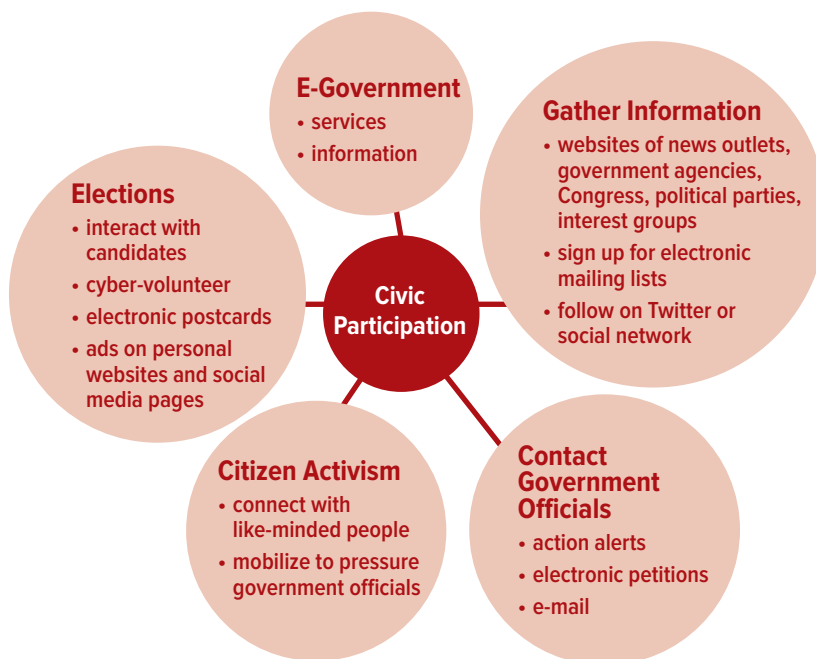 E-Government
• services
• information
Gather Information
• websites of news outlets,
government agencies,
Congress, political parties,
interest groups
• sign up for electronic
mailing lists
• follow on Twitter or
social network
Elections
• interact with
candidates
• cyber-volunteer
• electronic postcards
• ads on personal
websites and social
media pages
Civic
Participation
Citizen Activism
• connect with
like-minded people
• mobilize to pressure
government officials
Contact
Government
Officials
• action alerts
• electronic petitions
• e-mail